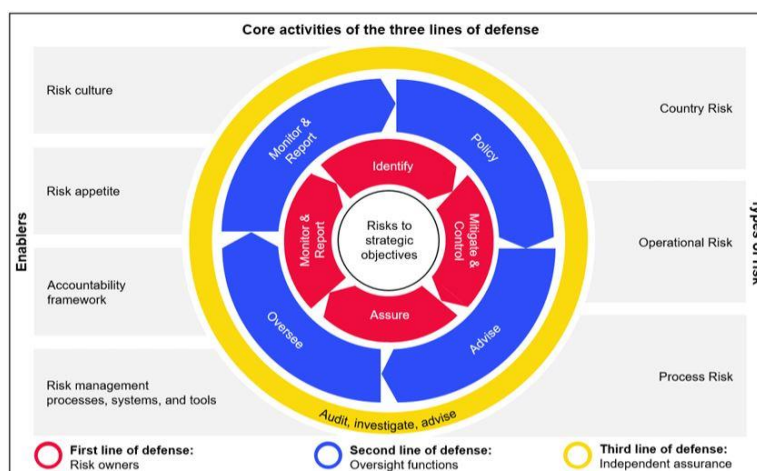 Core activities of the three lines of defense
Enablers
Risk culture
Risk appetite
Accountability
framework
Risk management
processes, systems, and tools
Monitor &
Report
Policy
Advise
Oversee
Identify
Mitigate &
Control
Assure
Monitor &
Report
Risks to
strategic
objectives
Audit, investigate, advise
Types of risk
Country Risk
Operational Risk
Process Risk
First line of defense:
Risk owners
Second line of defense:
Oversight functions
Third line of defense:
Independent assurance